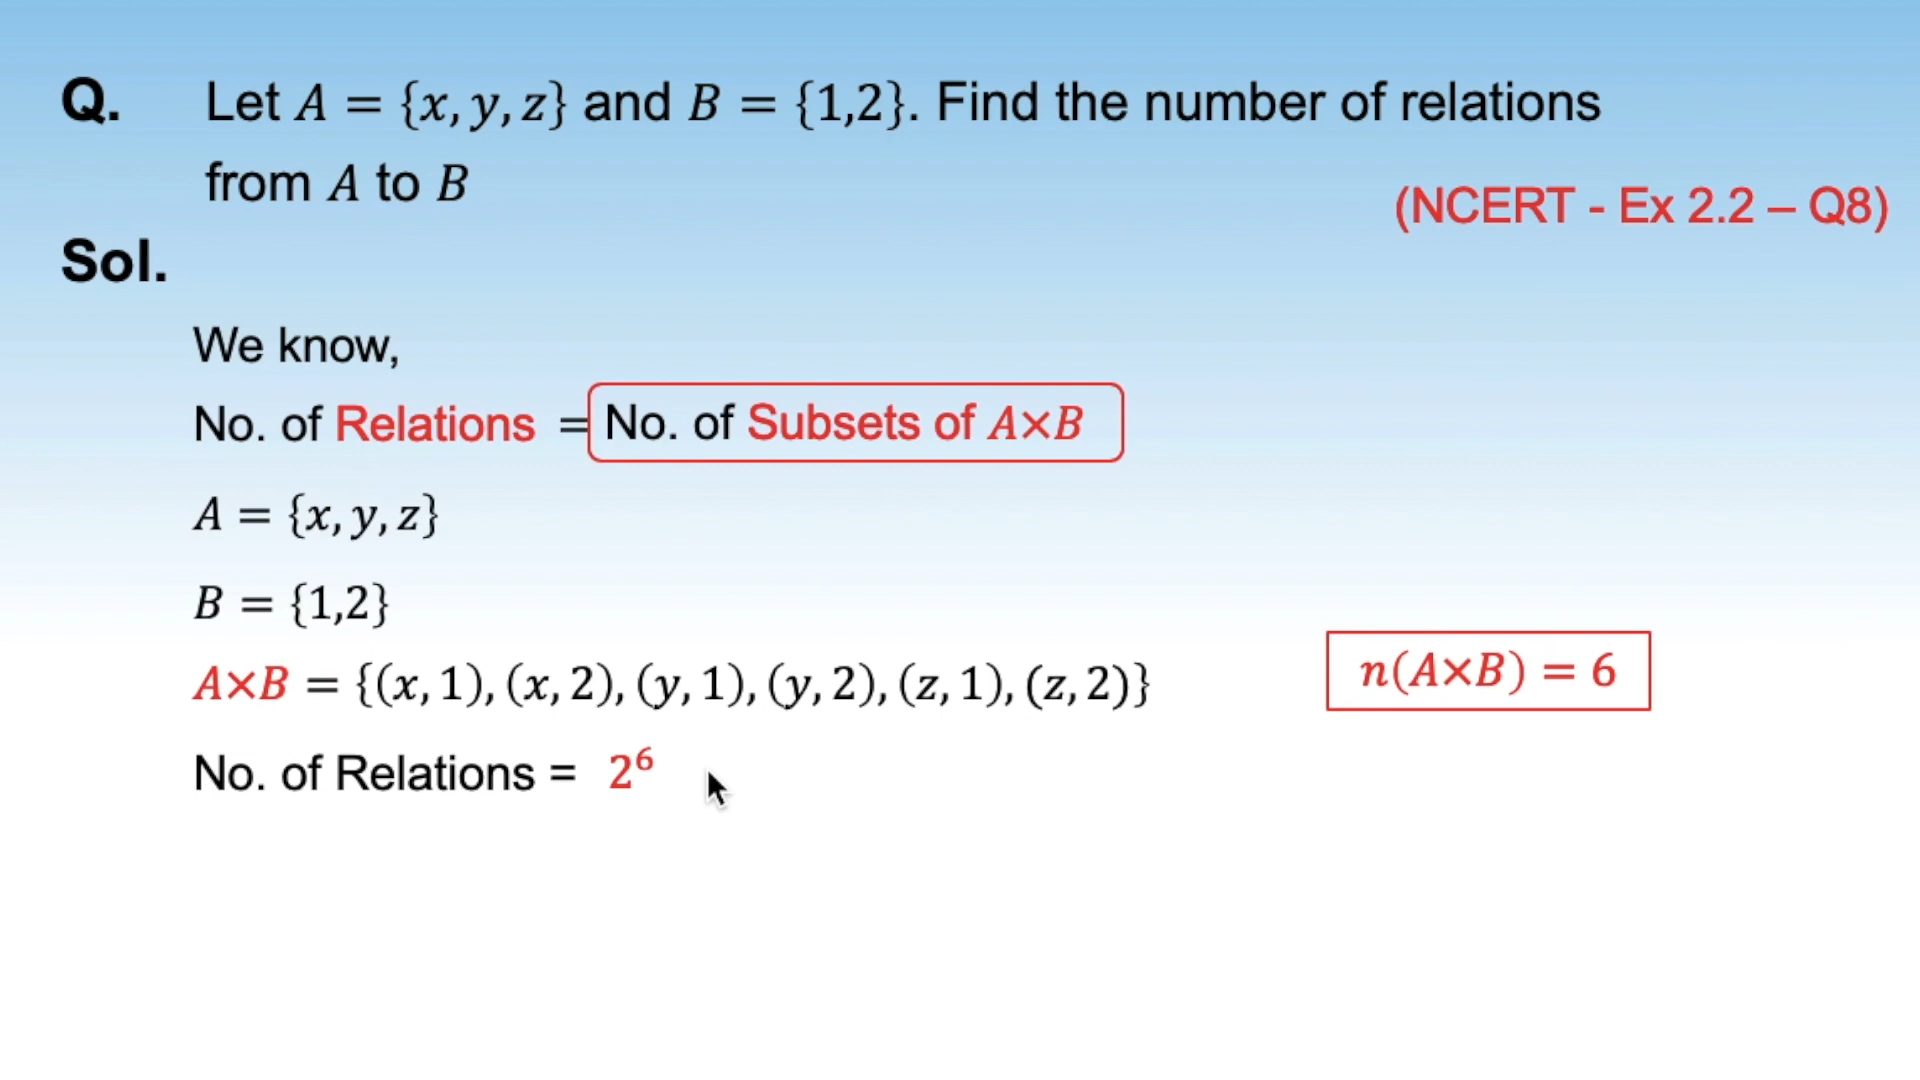 Q. Let A = {x, y, z} and B = {1,2}. Find the number of relations
from A to B
(NCERT - Ex 2.2 – Q8)
Sol.
We know,
No. of Relations = No. of Subsets of A×B
A = {x, y, z}
B = {1,2}
A×B = {(x, 1), (x, 2), (y, 1), (y, 2), (z, 1), (z, 2)}
n(A×B) = 6
No. of Relations = 2⁶